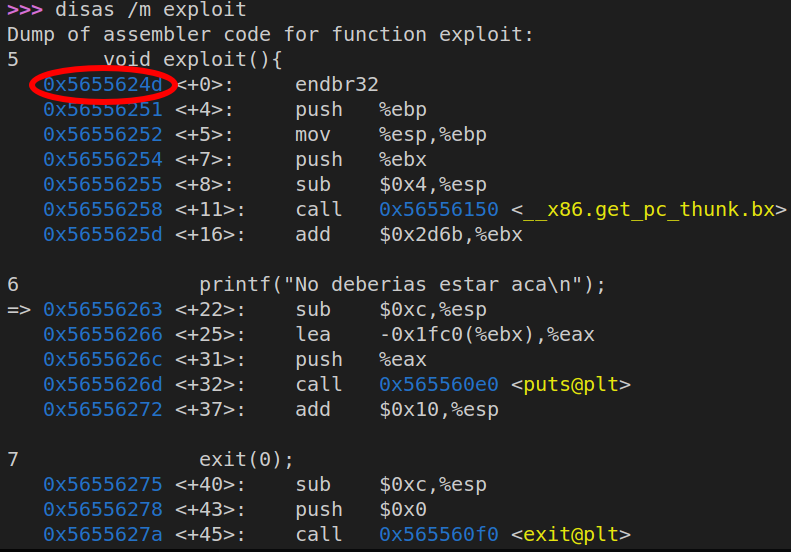 >>> disas /m exploit
Dump of assembler code for function exploit:
5       void exploit(){
   0x5655624d <+0>:     endbr32
   0x56556251 <+4>:     push   %ebp
   0x56556252 <+5>:     mov    %esp,%ebp
   0x56556254 <+7>:     push   %ebx
   0x56556255 <+8>:     sub    $0x4,%esp
   0x56556258 <+11>:    call   0x56556150 <__x86.get_pc_thunk.bx>
   0x5655625d <+16>:    add    $0x2d6b,%ebx

6               printf("No deberias estar aca\n");
=> 0x56556263 <+22>:    sub    $0xc,%esp
   0x56556266 <+25>:    lea    -0x1fc0(%ebx),%eax
   0x5655626c <+31>:    push   %eax
   0x5655626d <+32>:    call   0x565560e0 <puts@plt>
   0x56556272 <+37>:    add    $0x10,%esp

7               exit(0);
   0x56556275 <+40>:    sub    $0xc,%esp
   0x56556278 <+43>:    push   $0x0
   0x5655627a <+45>:    call   0x565560f0 <exit@plt>